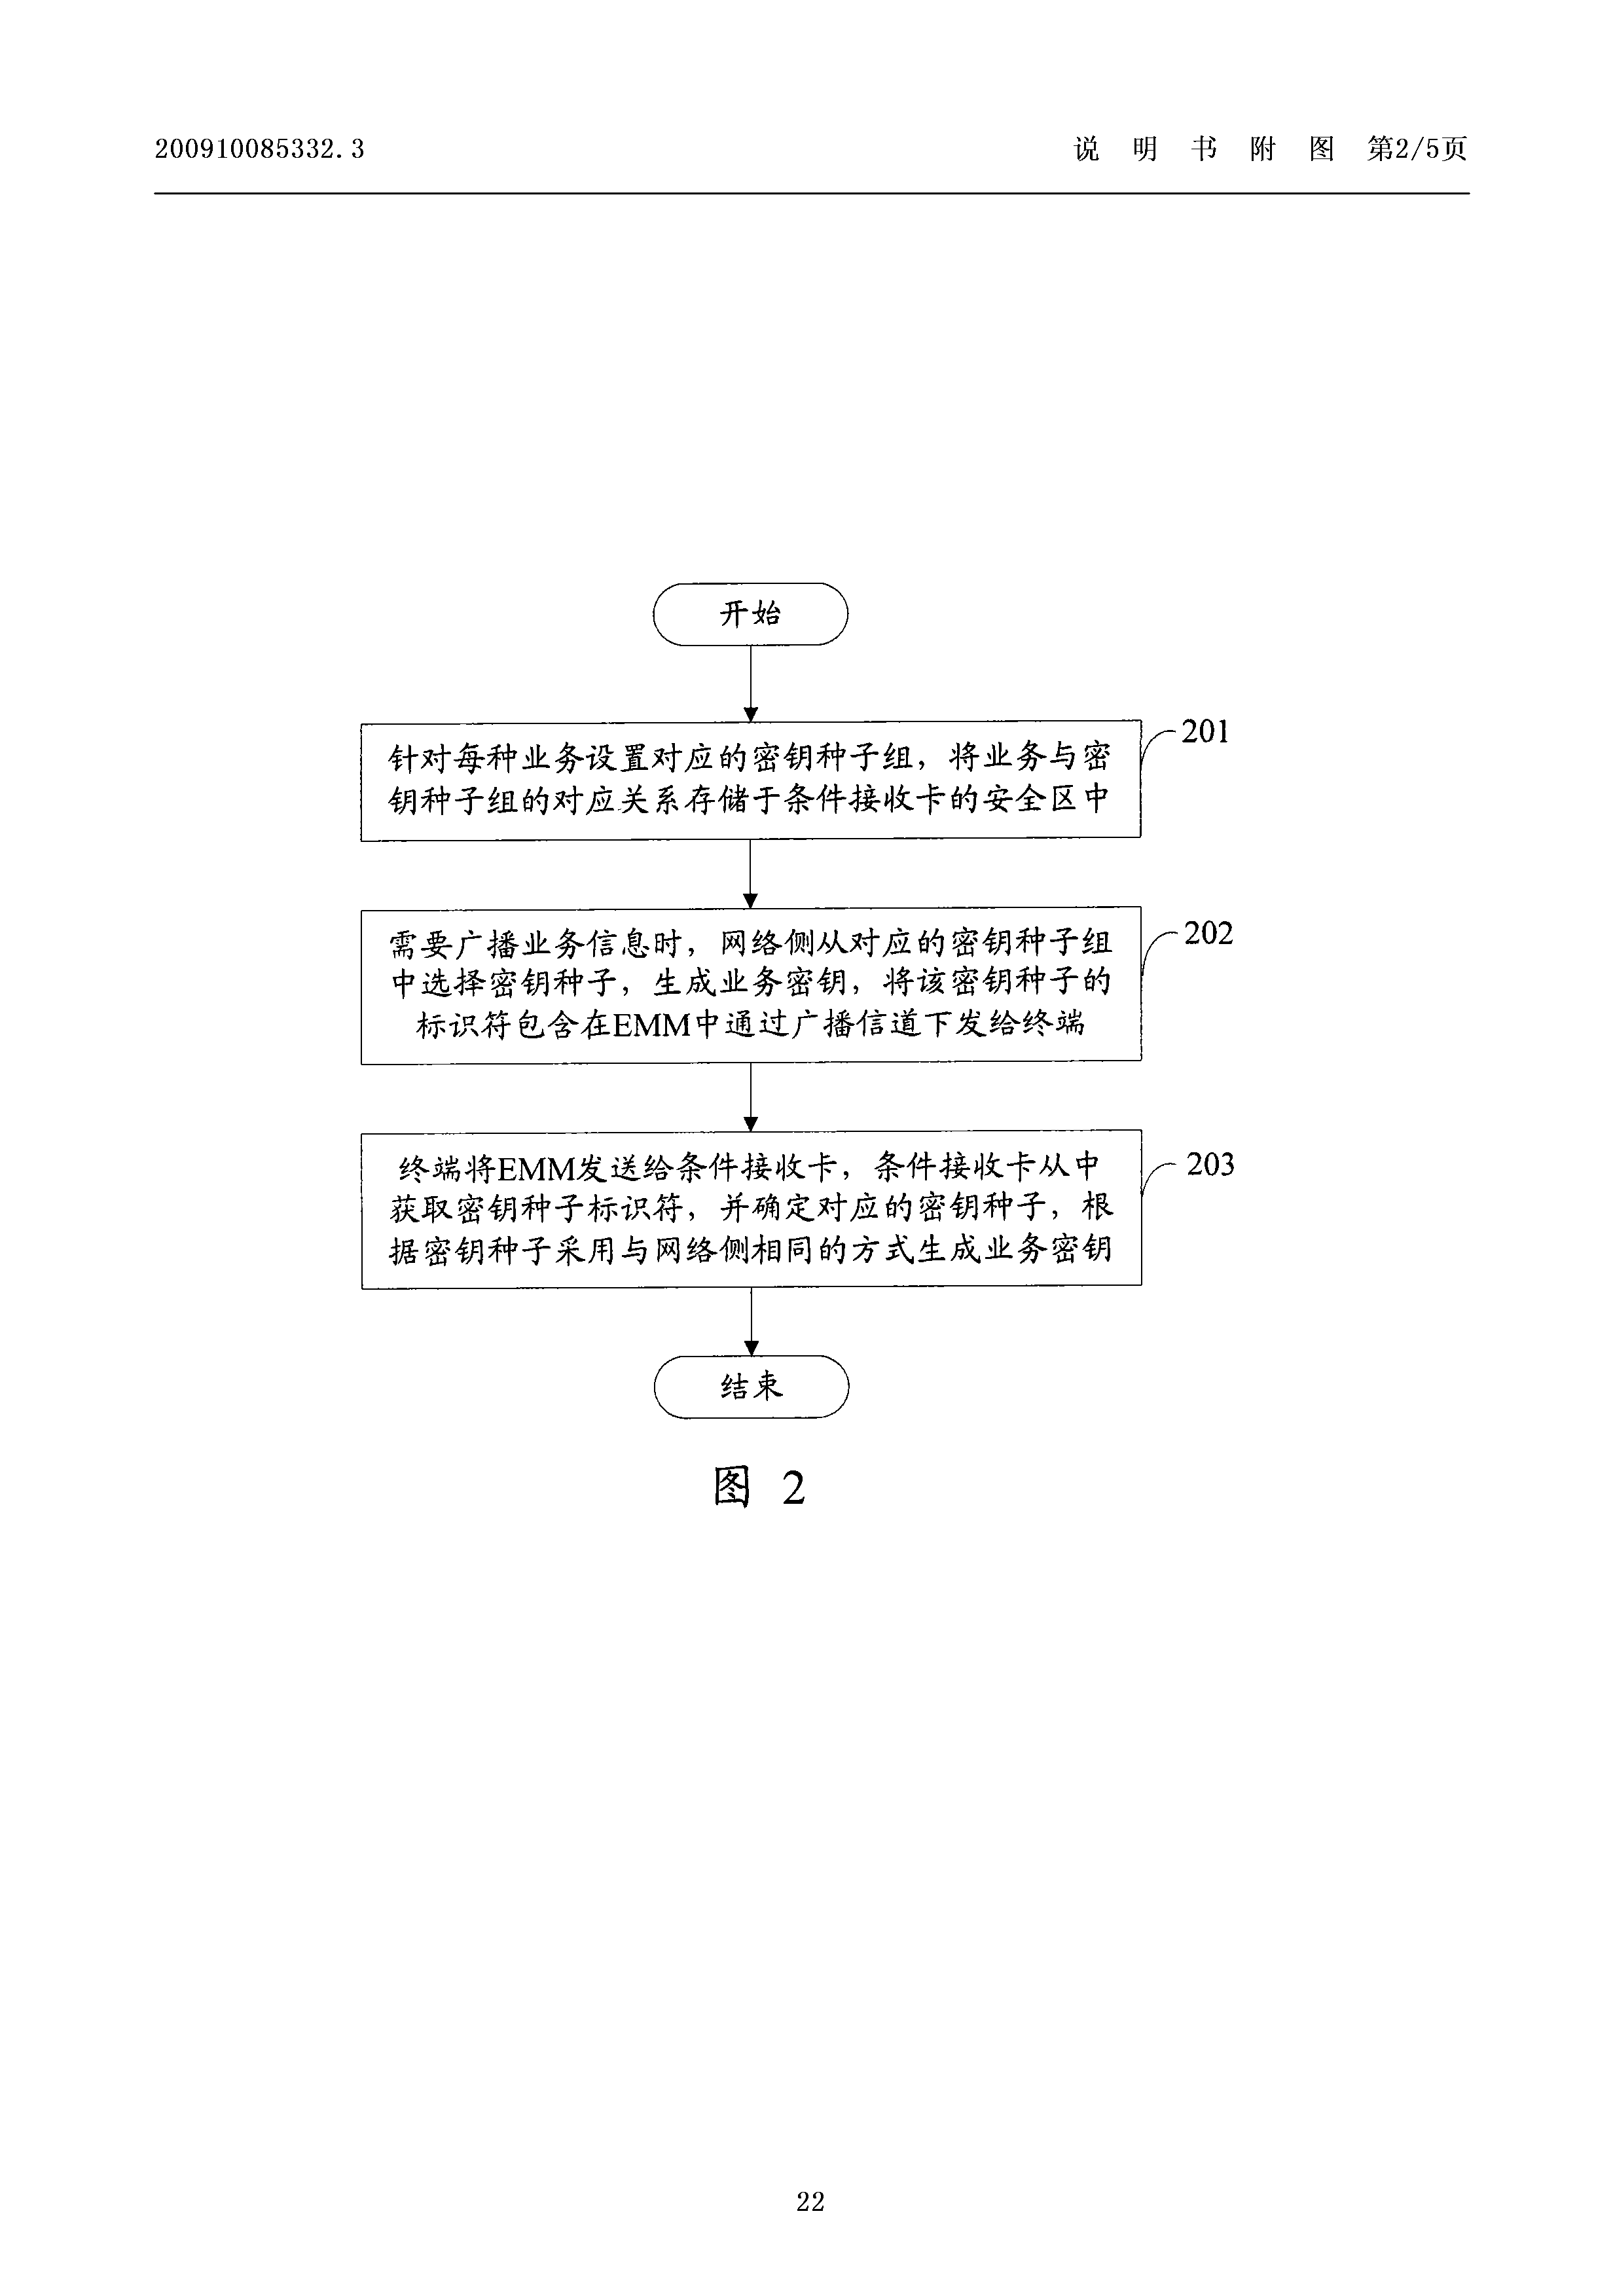 200910085332.3
说 明 书 附 图 第2/5页
开始
针对每种业务设置对应的密钥种子组，将业务与密
钥种子组的对应关系存储于条件接收卡的安全区中
201
需要广播业务信息时，网络侧从对应的密钥种子组
中选择密钥种子，生成业务密钥，将该密钥种子的
标识符包含在EMM中通过广播信道下发给终端
202
终端将EMM发送给条件接收卡，条件接收卡从中
获取密钥种子标识符，并确定对应的密钥种子，根
据密钥种子采用与网络侧相同的方式生成业务密钥
203
结束
图 2
22